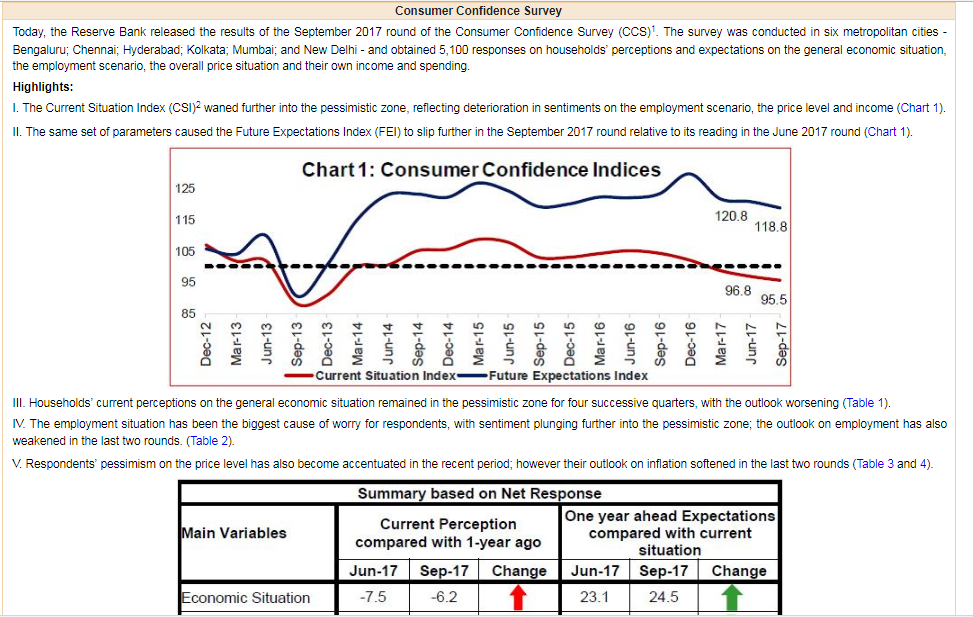 Consumer Confidence Survey
Today, the Reserve Bank released the results of the September 2017 round of the Consumer Confidence Survey (CCS)1. The survey was conducted in six metropolitan cities -
Bengaluru; Chennai; Hyderabad; Kolkata; Mumbai; and New Delhi - and obtained 5,100 responses on households' perceptions and expectations on the general economic situation,
the employment scenario, the overall price situation and their own income and spending.
Highlights:
I. The Current Situation Index (CSI)2 waned further into the pessimistic zone, reflecting deterioration in sentiments on the employment scenario, the price level and income (Chart 1).
II. The same set of parameters caused the Future Expectations Index (FEI) to slip further in the September 2017 round relative to its reading in the June 2017 round (Chart 1).
Chart 1: Consumer Confidence Indices
125
115
105
95
85
120.8
118.8
96.8
95.5
Dec-12
Mar-13
Jun-13
Sep-13
Dec-13
Mar-14
Jun-14
Sep-14
Dec-14
Mar-15
Jun-15
Sep-15
Dec-15
Mar-16
Jun-16
Sep-16
Dec-16
Mar-17
Jun-17
Sep-17
Current Situation Index Future Expectations Index
III. Households' current perceptions on the general economic situation remained in the pessimistic zone for four successive quarters, with the outlook worsening (Table 1).
IV. The employment situation has been the biggest cause of worry for respondents, with sentiment plunging further into the pessimistic zone; the outlook on employment has also
weakened in the last two rounds. (Table 2).
V. Respondents' pessimism on the price level has also become accentuated in the recent period; however their outlook on inflation softened in the last two rounds (Table 3 and 4).
Summary based on Net Response
Main Variables
Current Perception
compared with 1-year ago
One year ahead Expectations
compared with current
situation
Jun-17 Sep-17 Change Jun-17 Sep-17 Change
Economic Situation -7.5 -6.2 23.1 24.5